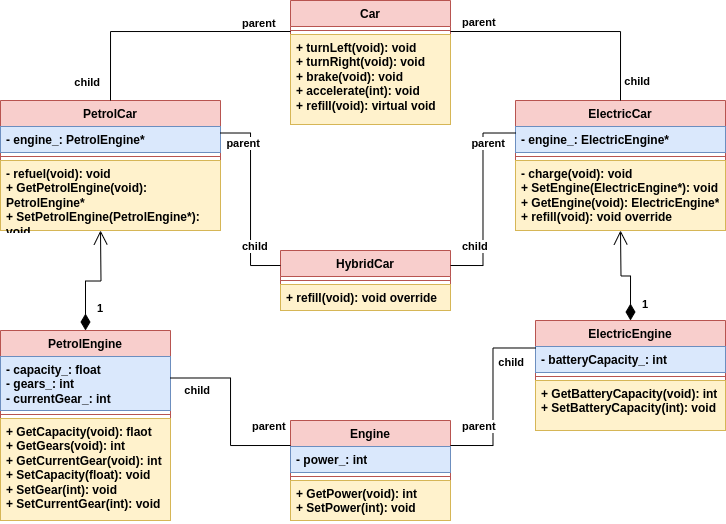 Car
+ turnLeft(void): void
+ turnRight(void): void
+ brake(void): void
+ accelerate(int): void
+ refill(void): virtual void
parent
parent
child
child
PetrolCar
- engine_: PetrolEngine*
- refuel(void): void
+ GetPetrolEngine(void):
PetrolEngine*
+ SetPetrolEngine(PetrolEngine*):
void
ElectricCar
- engine_: ElectricEngine*
- charge(void): void
+ SetEngine(ElectricEngine*): void
+ GetEngine(void): ElectricEngine*
+ refill(void): void override
parent
parent
child
child
HybridCar
+ refill(void): void override
1
1
PetrolEngine
- capacity_: float
- gears_: int
- currentGear_: int
+ GetCapacity(void): flaot
+ GetGears(void): int
+ GetCurrentGear(void): int
+ SetCapacity(float): void
+ SetGear(int): void
+ SetCurrentGear(int): void
ElectricEngine
- batteryCapacity_: int
+ GetBatteryCapacity(void): int
+ SetBatteryCapacity(int): void
child
child
parent
parent
Engine
- power_: int
+ GetPower(void): int
+ SetPower(int): void